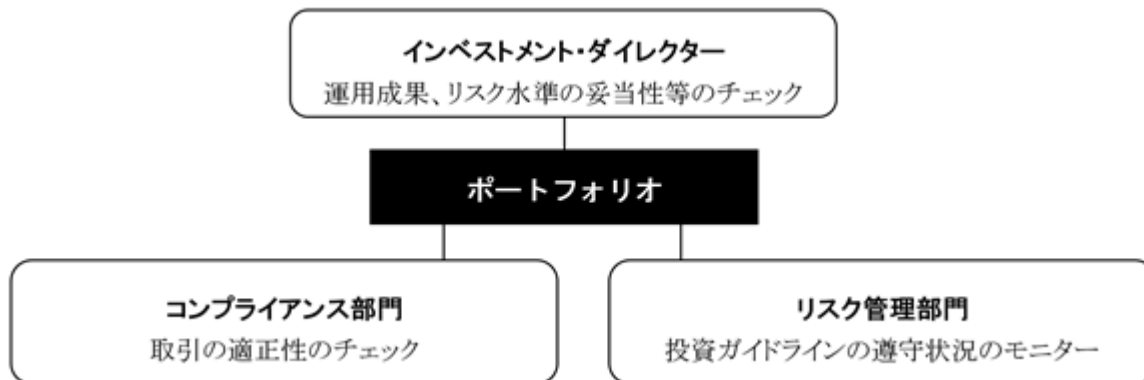 インベストメント・ダイレクター
運用成果、リスク水準の妥当性等のチェック
ポートフォリオ
コンプライアンス部門
取引の適正性のチェック
リスク管理部門
投資ガイドラインの遵守状況のモニター